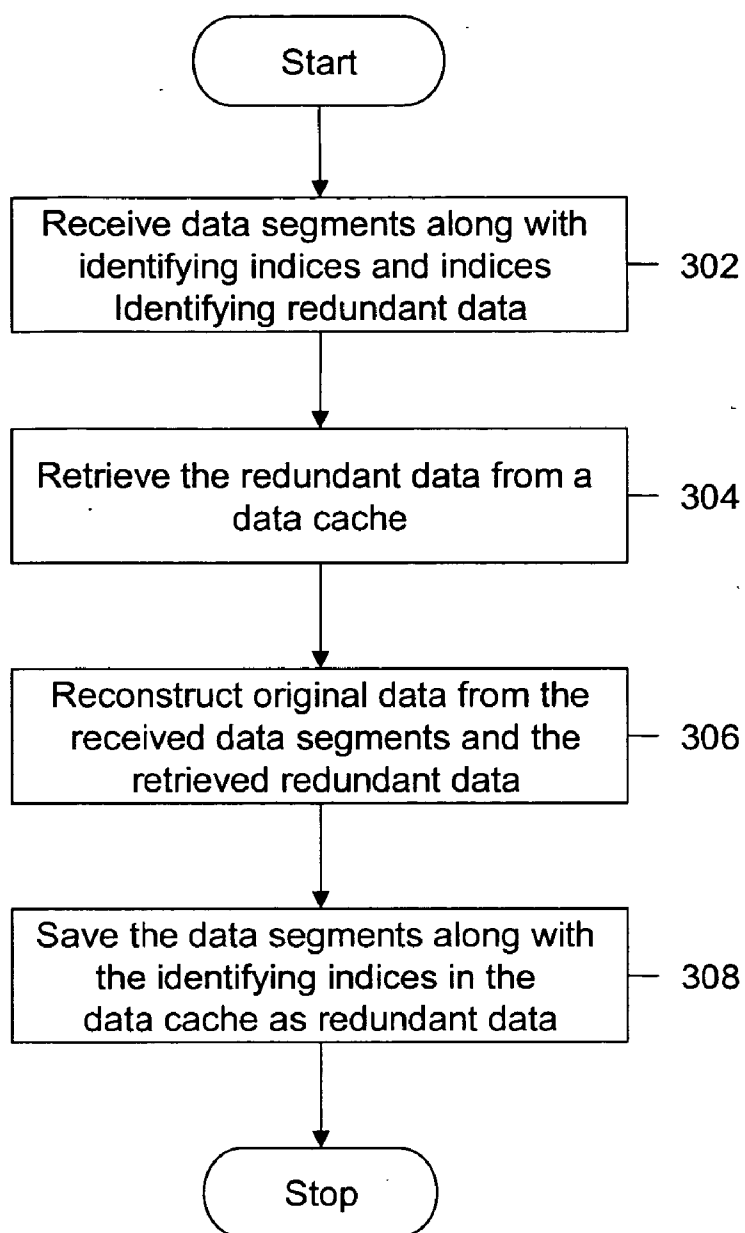 Start
Receive data segments along with
identifying indices and indices
Identifying redundant data
302
Retrieve the redundant data from a
data cache
304
Reconstruct original data from the
received data segments and the
retrieved redundant data
306
Save the data segments along with
the identifying indices in the
data cache as redundant data
308
Stop